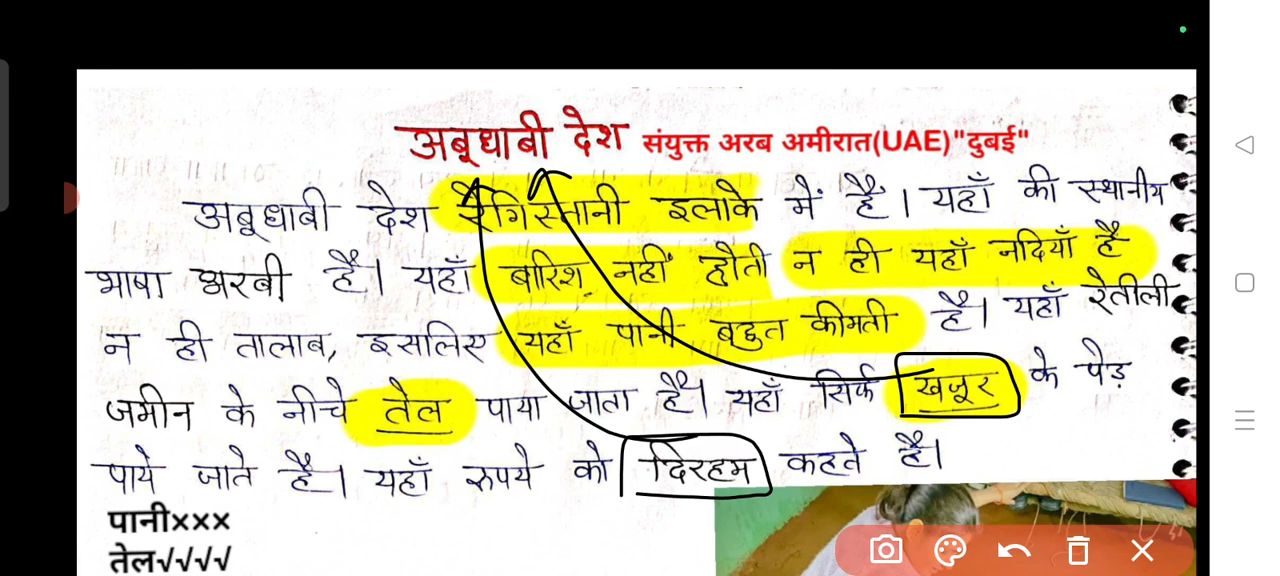 अबूधाबी देश संयुक्त अरब अमीरात(UAE)"दुबई"
अबूधाबी देश रेगिस्तानी इलाके में है। यहाँ की स्थानीय
भाषा अरबी है। यहाँ बारिश नहीं होती न ही यहाँ नदियाँ है
न ही तालाब, इसलिए यहाँ पानी बहुत कीमती है। यहाँ रेतीली
जमीन के नीचे तेल पाया जाता है। यहाँ सिर्फ खजूर के पेड़
पाये जाते है। यहाँ रुपये को दिरहम कहते है।
पानी×××
तेल√√√√